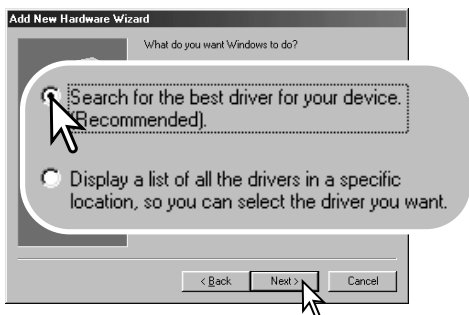 Add New Hardware Wizard
What do you want Windows to do?
Search for the best driver for your device.
(Recommended).
Display a list of all the drivers in a specific
location, so you can select the driver you want.
< Back
Next >
Cancel